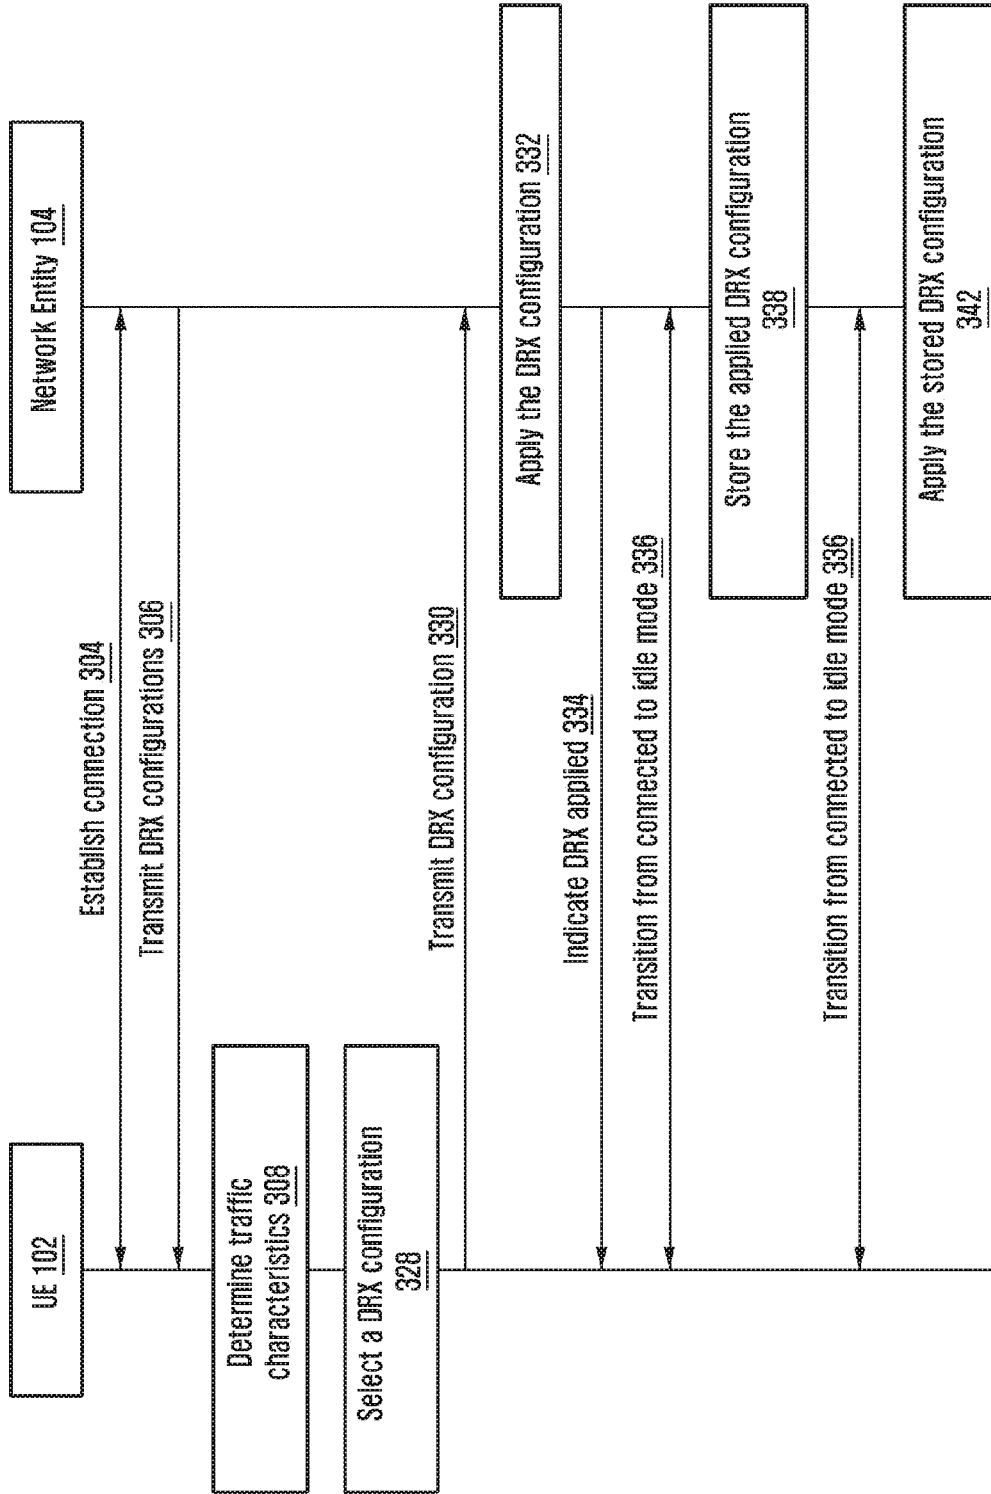 UE 102
Network Entity 104
Establish connection 304
Transmit DRX configurations 306
Determine traffic
characteristics 308
Select a DRX configuration
328
Transmit DRX configuration 330
Apply the DRX configuration 332
Indicate DRX applied 334
Transition from connected to idle mode 336
Store the applied DRX configuration
338
Transition from connected to idle mode 336
Apply the stored DRX configuration
342